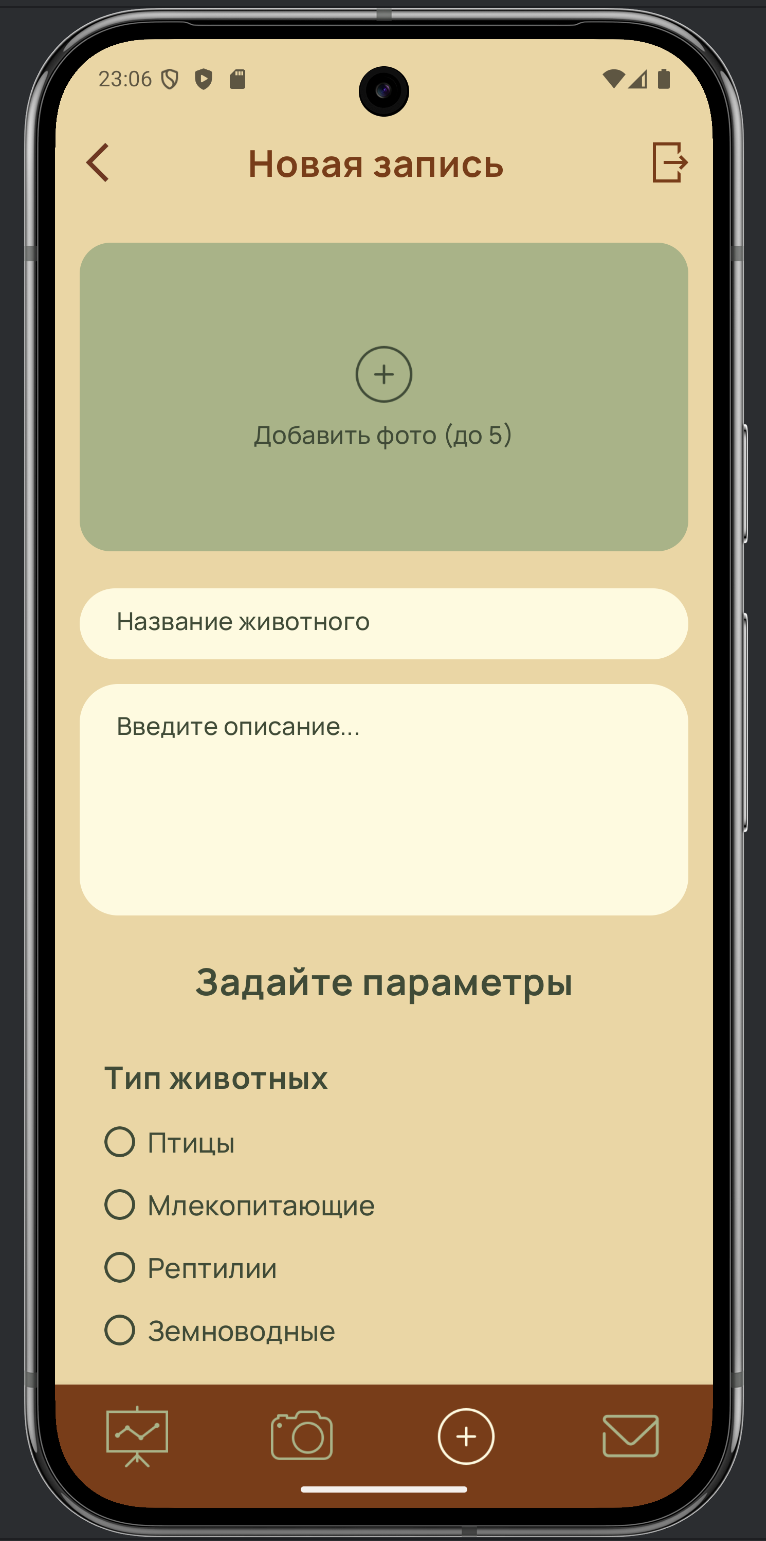 23:06
Новая запись
Добавить фото (до 5)
Название животного
Введите описание...
Задайте параметры
Тип животных
Птицы
Млекопитающие
Рептилии
Земноводные